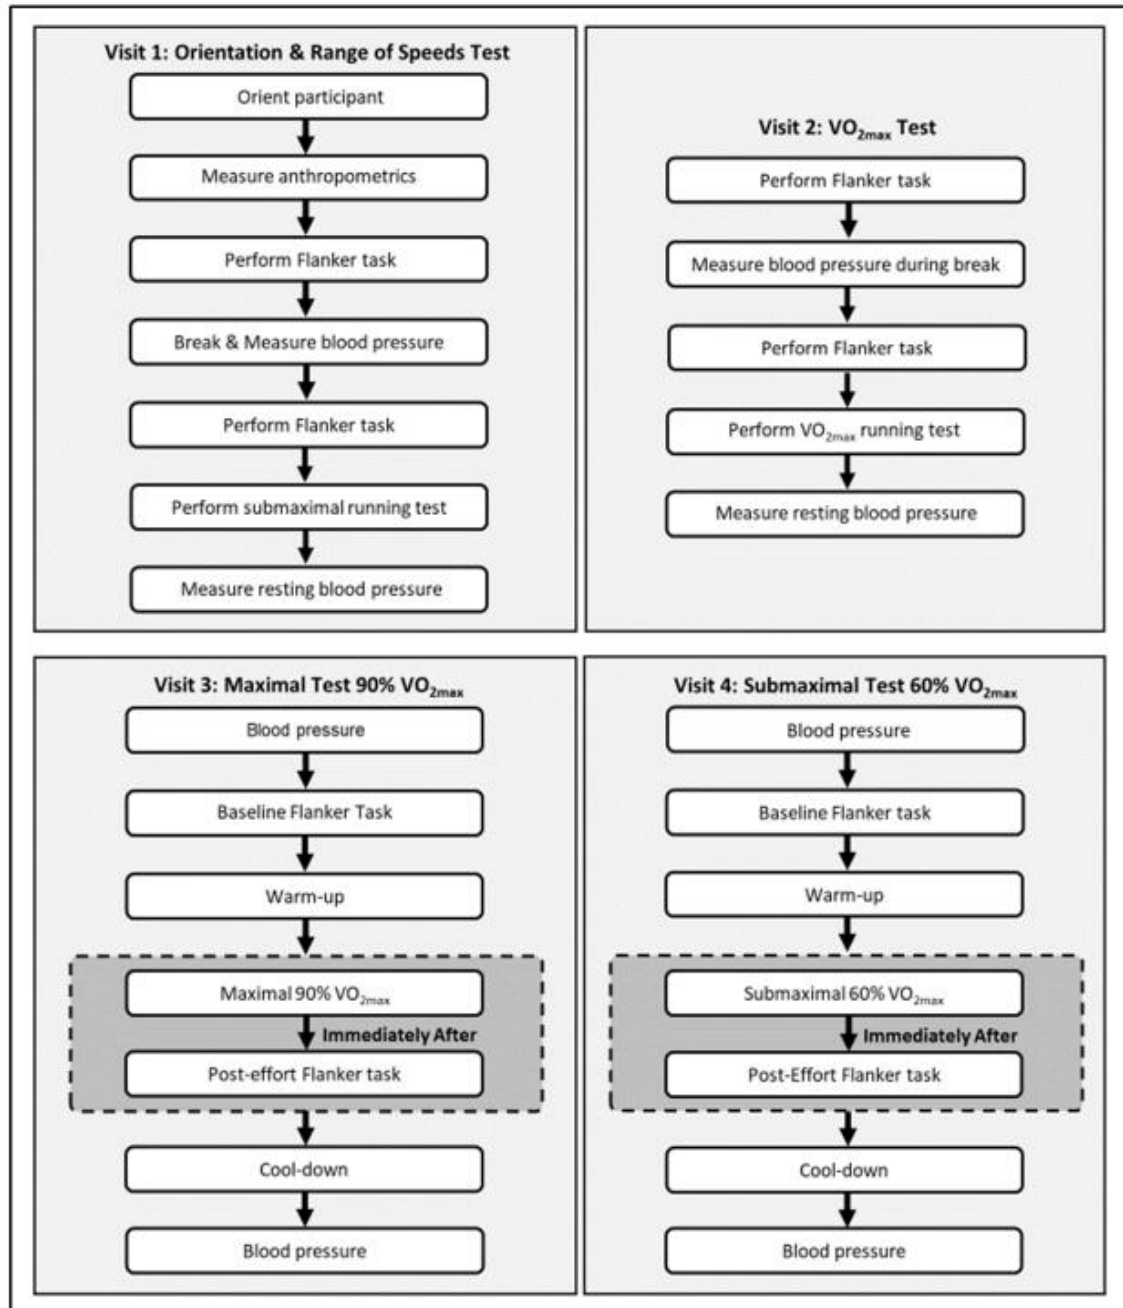 Visit 1: Orientation & Range of Speeds Test
Orient participant
Measure anthropometrics
Perform Flanker task
Break & Measure blood pressure
Perform Flanker task
Perform submaximal running test
Measure resting blood pressure
Visit 2: VO2max Test
Perform Flanker task
Measure blood pressure during break
Perform Flanker task
Perform VO2max running test
Measure resting blood pressure
Visit 3: Maximal Test 90% VO2max
Blood pressure
Baseline Flanker Task
Warm-up
Maximal 90% VO2max
Immediately After
Post-effort Flanker task
Cool-down
Blood pressure
Visit 4: Submaximal Test 60% VO2max
Blood pressure
Baseline Flanker task
Warm-up
Submaximal 60% VO2max
Immediately After
Post-Effort Flanker task
Cool-down
Blood pressure